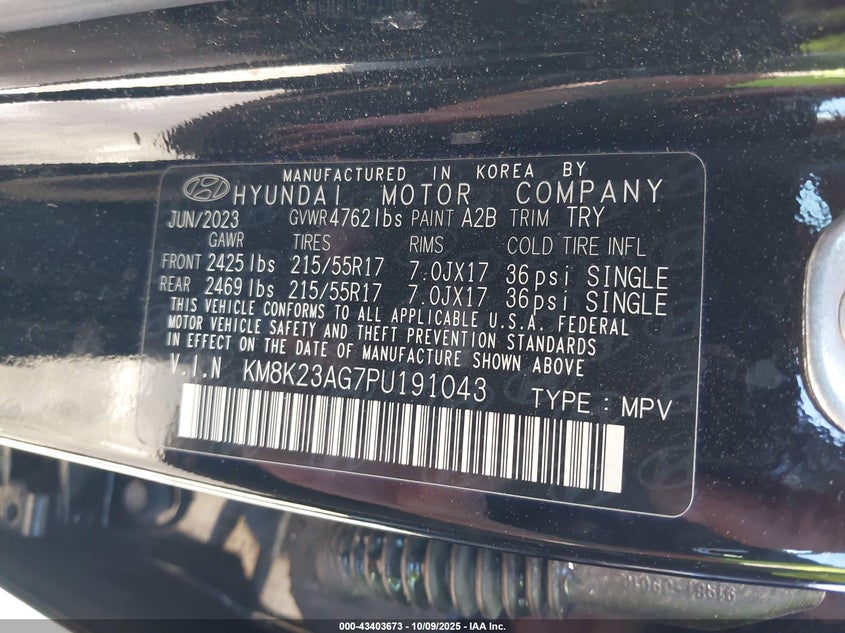 MANUFACTURED IN KOREA BY
HYUNDAI MOTOR COMPANY
JUN/2023 GVWR4762lbs PAINT A2B TRIM TRY
GAWR TIRES RIMS COLD TIRE INFL
FRONT 2425lbs 215/55R17 7.0JX17 36psi SINGLE
REAR 2469lbs 215/55R17 7.0JX17 36psi SINGLE
THIS VEHICLE CONFORMS TO ALL APPLICABLE U.S.A. FEDERAL
MOTOR VEHICLE SAFETY AND THEFT PREVENTION STANDARDS
IN EFFECT ON THE DATE OF MANUFACTURE SHOWN ABOVE
V.I.N KM8K23AG7PU191043 TYPE : MPV
000-43403673 - 10/09/2025 - IAA Inc.